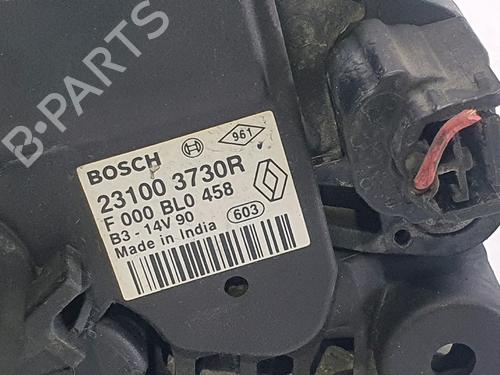 B-PARTS
961
BOSCH
23100 3730R
F 000 BL0 458
B3 - 14V 90
603
Made in India